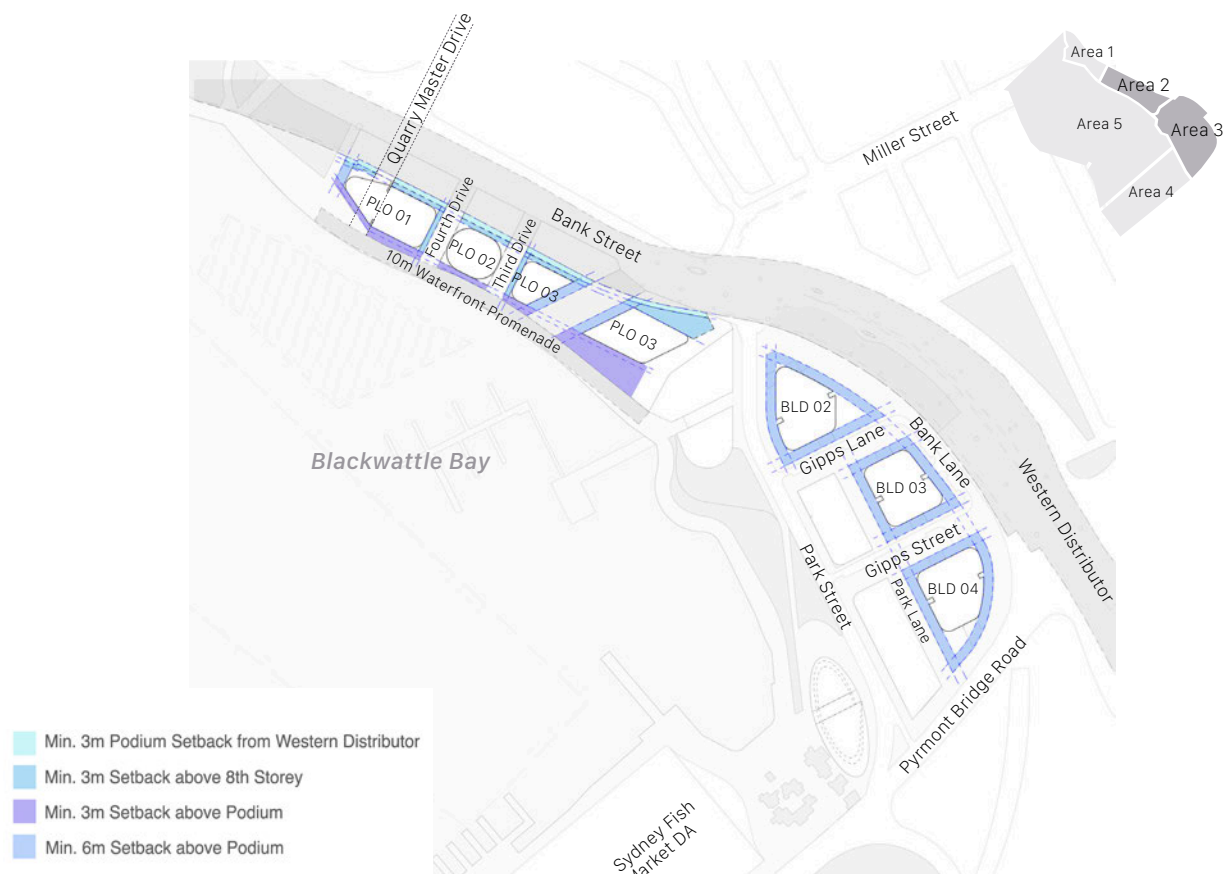 Quarry Master Drive
Area 1
Area 2
Area 3
Area 5
Area 4
Miller Street
PLO 01
Fourth Drive
PLO 02
Third Drive
Bank Street
PLO 03
10m Waterfront Promenade
PLO 03
BLD 02
Gipps Lane
Bank Lane
Blackwattle Bay
BLD 03
Western Distributor
Gipps Street
Park Street
Park Lane
BLD 04
Pyrmont Bridge Road
Min. 3m Podium Setback from Western Distributor
Min. 3m Setback above 8th Storey
Min. 3m Setback above Podium
Min. 6m Setback above Podium
Sydney Fish
Market DA